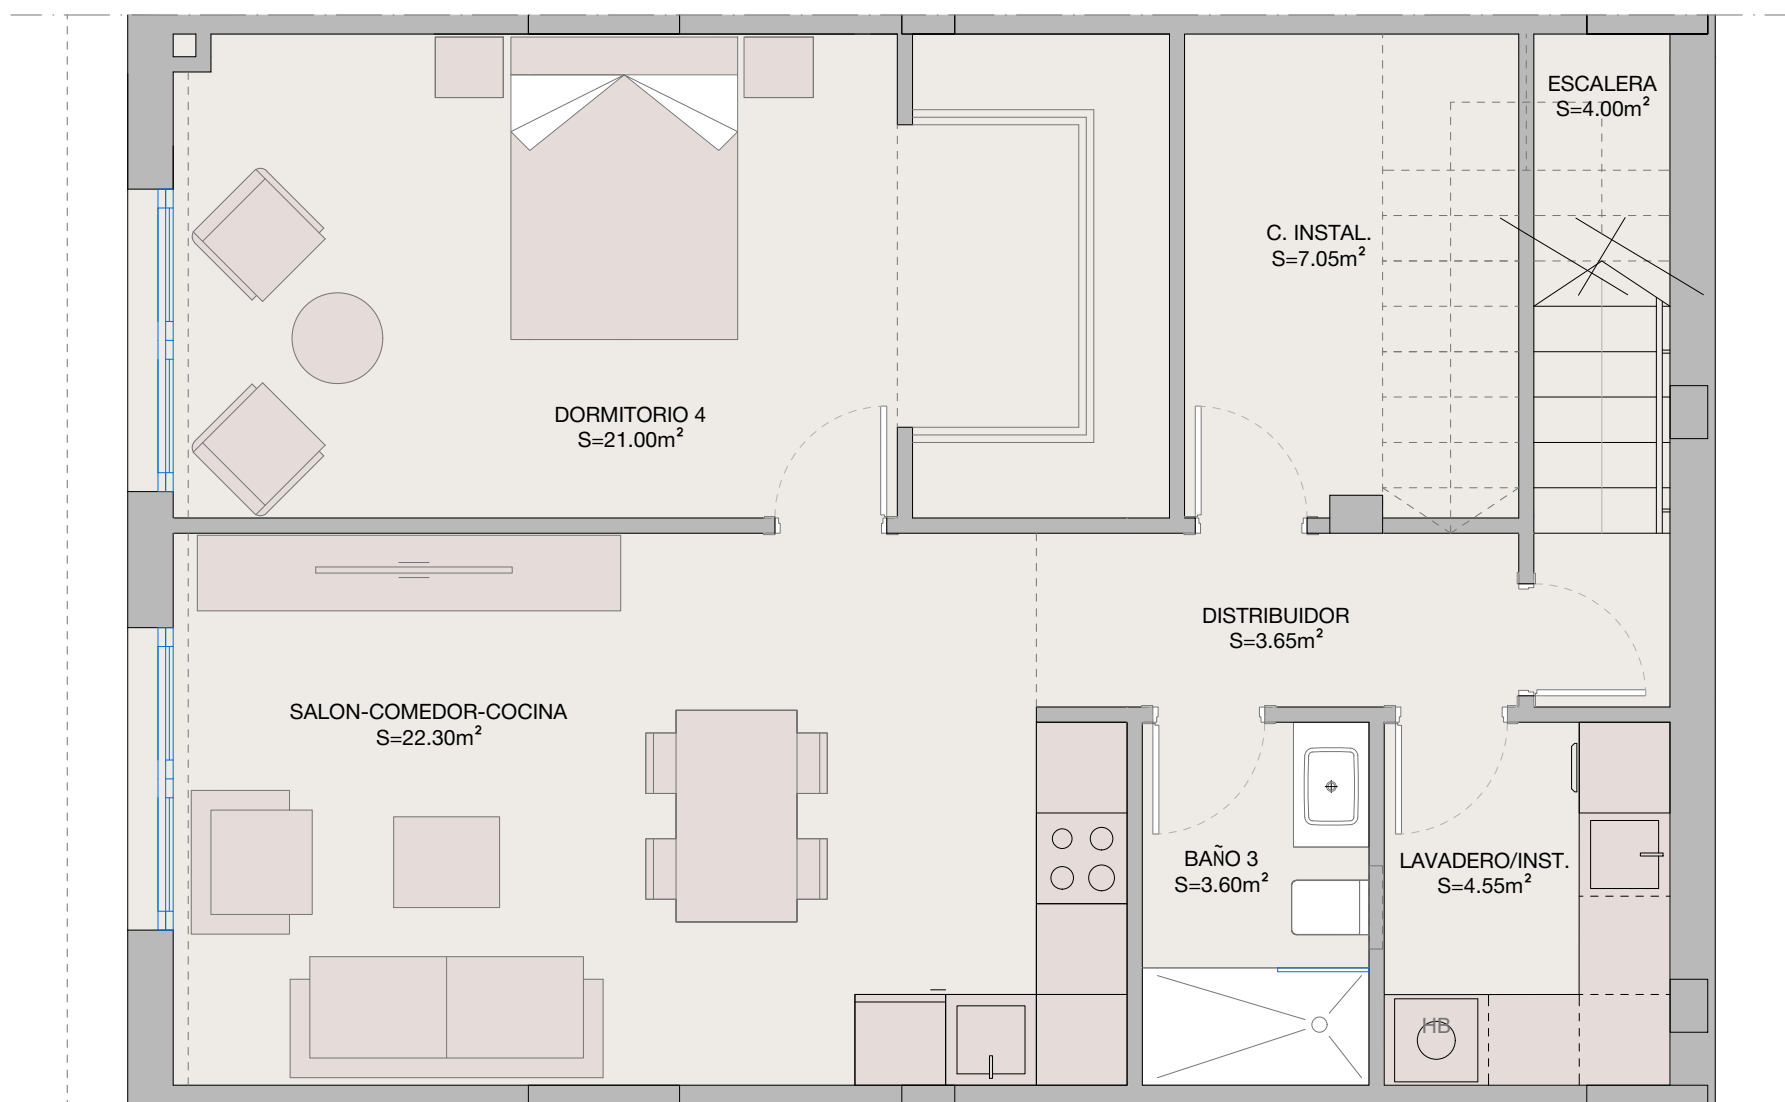 ESCALERA
S=4.00m²
C. INSTAL.
S=7.05m²
DORMITORIO 4
S=21.00m²
DISTRIBUIDOR
S=3.65m²
SALON-COMEDOR-COCINA
S=22.30m²
BAÑO 3
S=3.60m²
LAVADERO/INST.
S=4.55m²
HB